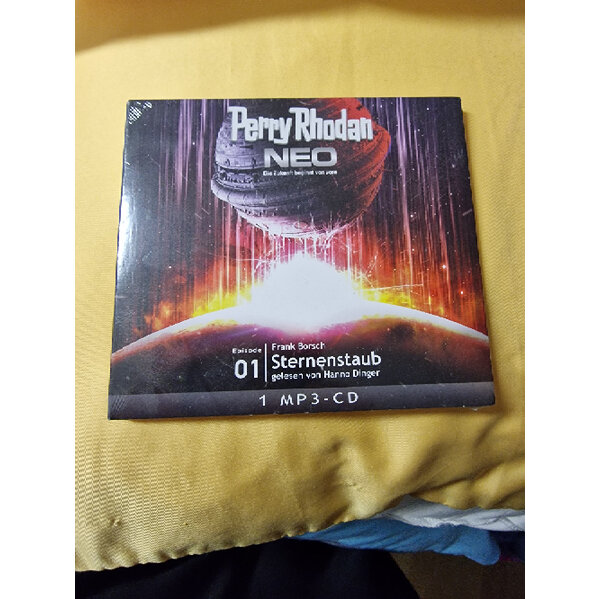 Perry Rhodan
NEO
Die Zukunft beginnt von vorn
Episode
01
Frank Borsch
Sternenstaub
gelesen von Hanno Dinger
1 MP3-CD